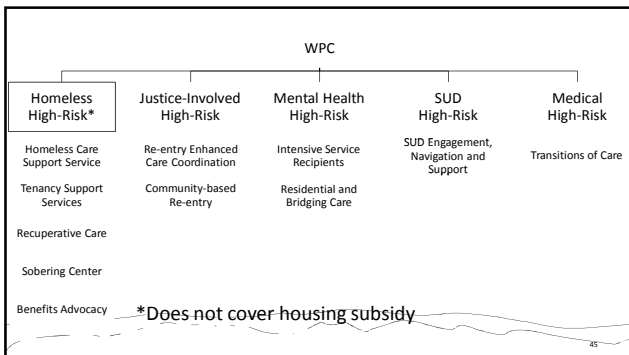 WPC
Homeless
High-Risk*
Homeless Care
Support Service
Tenancy Support
Services
Recuperative Care
Sobering Center
Benefits Advocacy
Justice-Involved
High-Risk
Re-entry Enhanced
Care Coordination
Community-based
Re-entry
Mental Health
High-Risk
Intensive Service
Recipients
Residential and
Bridging Care
SUD
High-Risk
SUD Engagement,
Navigation and
Support
Medical
High-Risk
Transitions of Care
*Does not cover housing subsidy
45